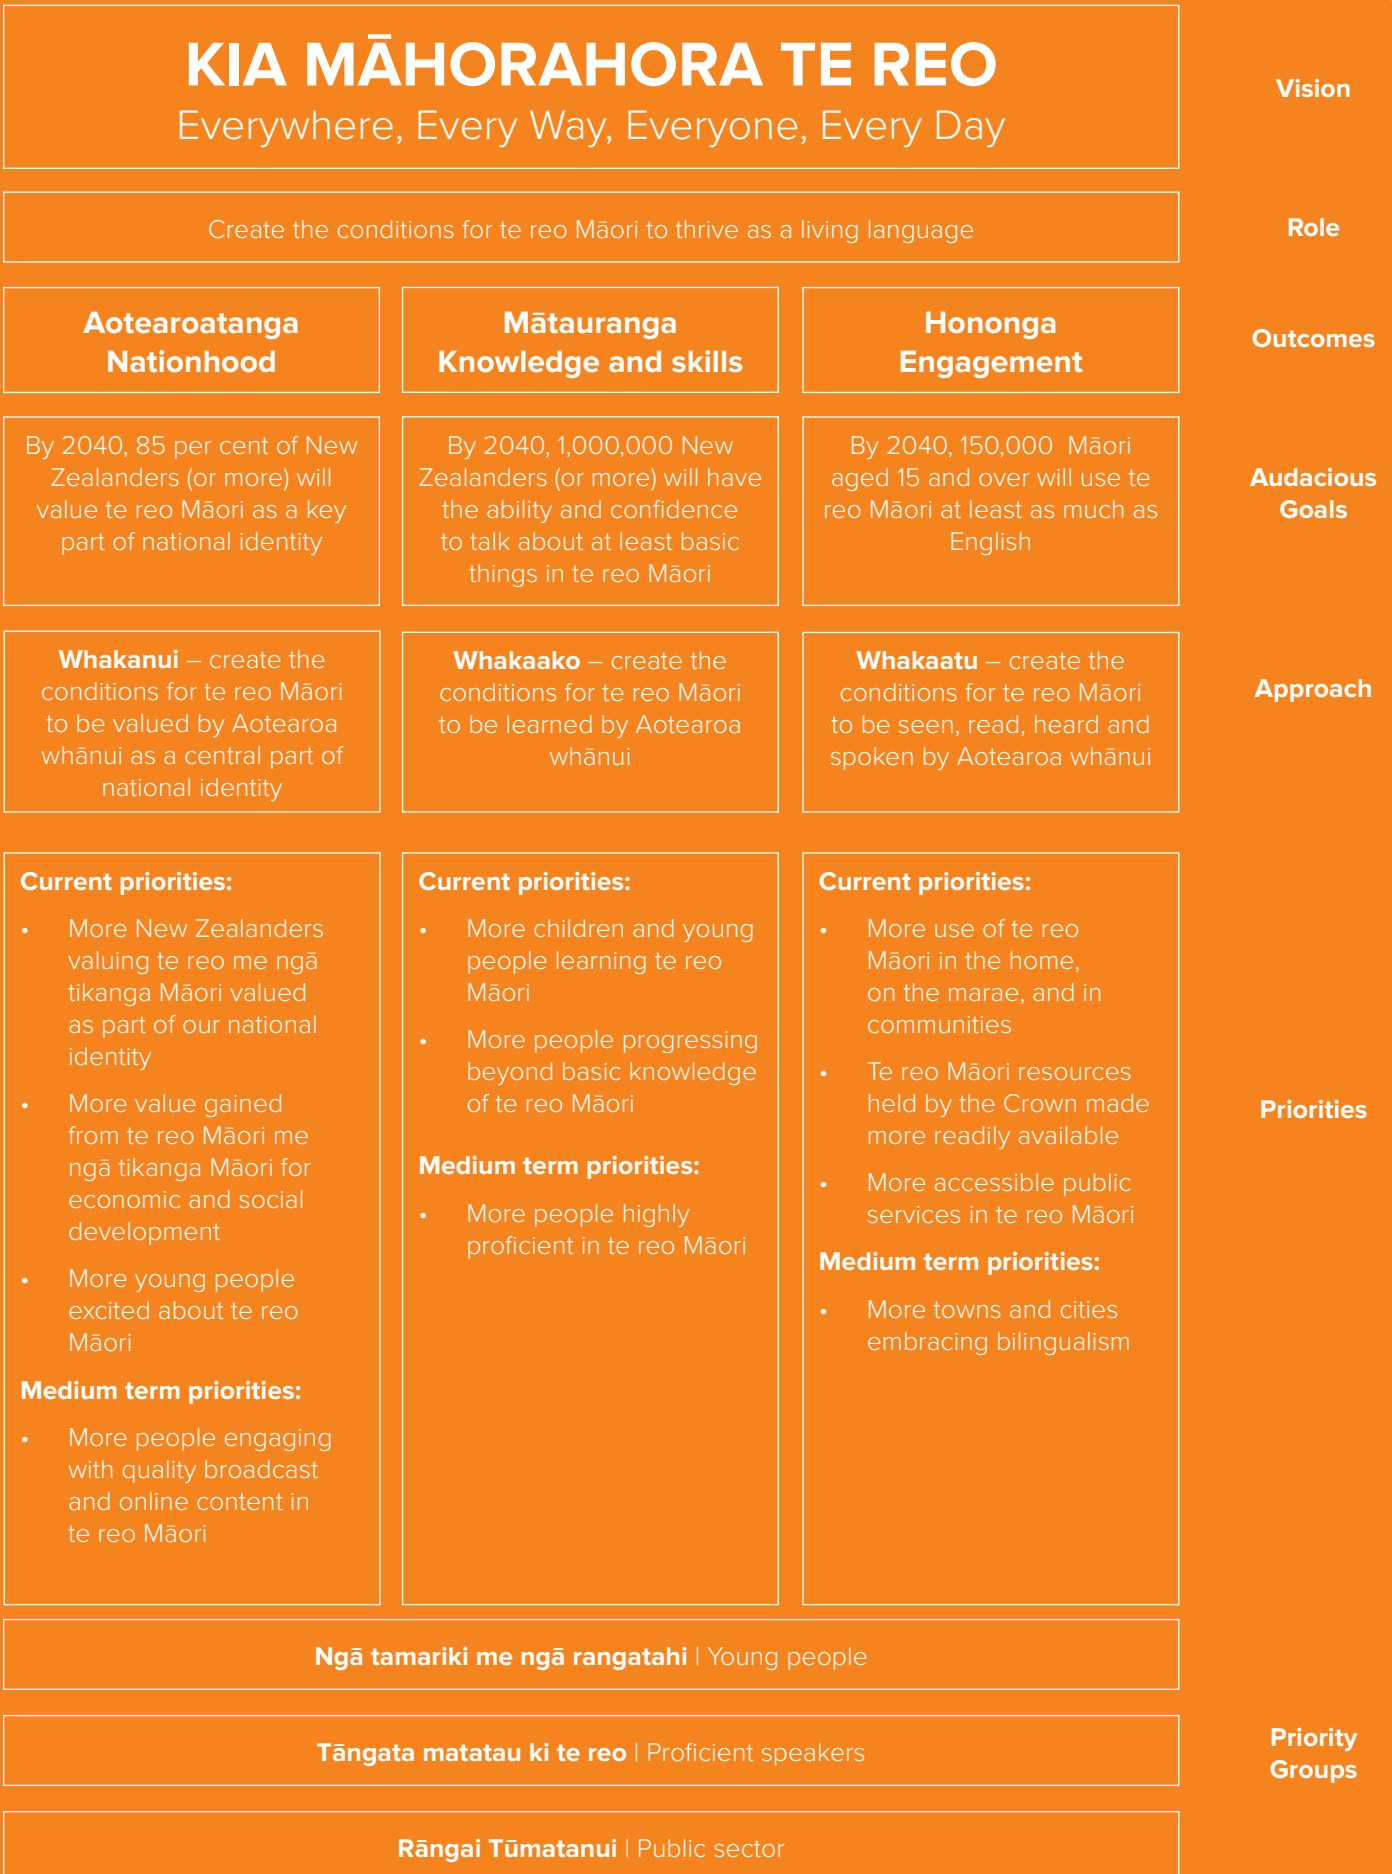 KIA MĀHORAHORA TE REO
Everywhere, Every Way, Everyone, Every Day
Vision
Create the conditions for te reo Māori to thrive as a living language
Role
Aotearoatanga
Nationhood
Mātauranga
Knowledge and skills
Hononga
Engagement
Outcomes
By 2040, 85 per cent of New
Zealanders (or more) will
value te reo Māori as a key
part of national identity
By 2040, 1,000,000 New
Zealanders (or more) will have
the ability and confidence
to talk about at least basic
things in te reo Māori
By 2040, 150,000 Māori
aged 15 and over will use te
reo Māori at least as much as
English
Audacious
Goals
Whakanui – create the
conditions for te reo Māori
to be valued by Aotearoa
whānui as a central part of
national identity
Whakaako – create the
conditions for te reo Māori
to be learned by Aotearoa
whānui
Whakaatu – create the
conditions for te reo Māori
to be seen, read, heard and
spoken by Aotearoa whānui
Approach
Current priorities:
• More New Zealanders
valuing te reo me ngā
tikanga Māori valued
as part of our national
identity
• More value gained
from te reo Māori me
ngā tikanga Māori for
economic and social
development
• More young people
excited about te reo
Māori
Medium term priorities:
• More people engaging
with quality broadcast
and online content in
te reo Māori
Current priorities:
• More children and young
people learning te reo
Māori
• More people progressing
beyond basic knowledge
of te reo Māori
Medium term priorities:
• More people highly
proficient in te reo Māori
Current priorities:
• More use of te reo
Māori in the home,
on the marae, and in
communities
• Te reo Māori resources
held by the Crown made
more readily available
• More accessible public
services in te reo Māori
Medium term priorities:
• More towns and cities
embracing bilingualism
Priorities
Ngā tamariki me ngā rangatahi | Young people
Tāngata matatau ki te reo | Proficient speakers
Rāngai Tūmatanui | Public sector
Priority
Groups